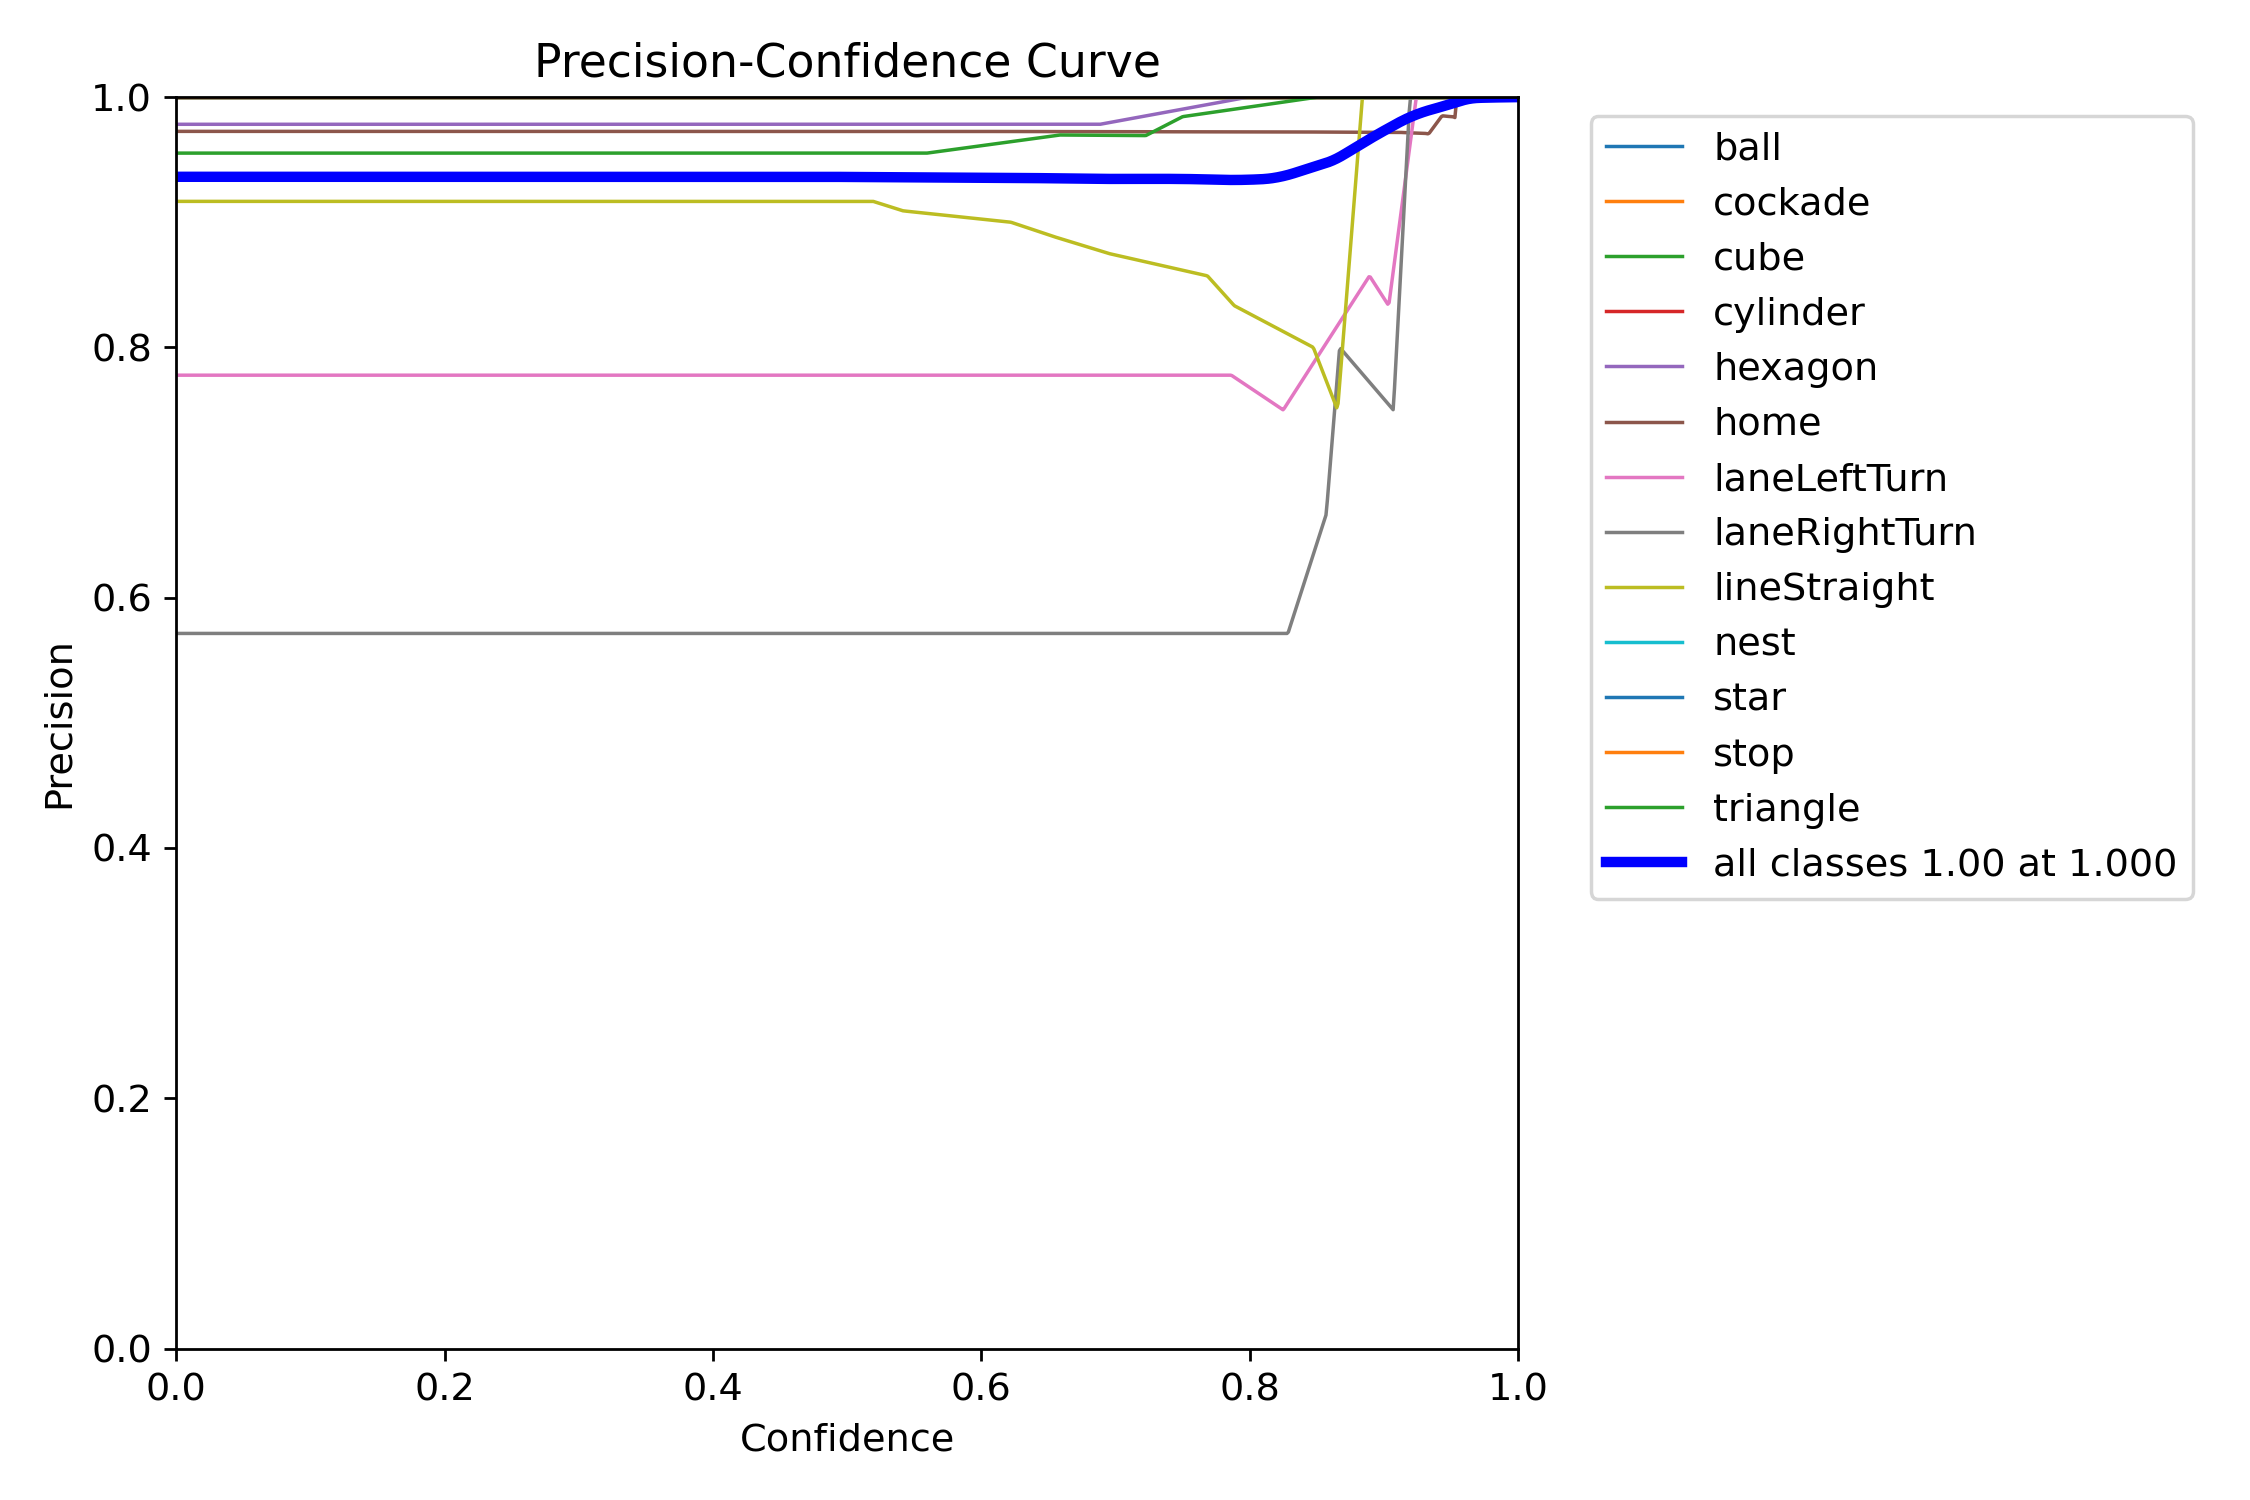 Precision-Confidence Curve
1.0
0.8
0.6
0.4
0.2
0.0
Precision
0.0 0.2 0.4 0.6 0.8 1.0
Confidence
ball
cockade
cube
cylinder
hexagon
home
laneLeftTurn
laneRightTurn
lineStraight
nest
star
stop
triangle
all classes 1.00 at 1.000